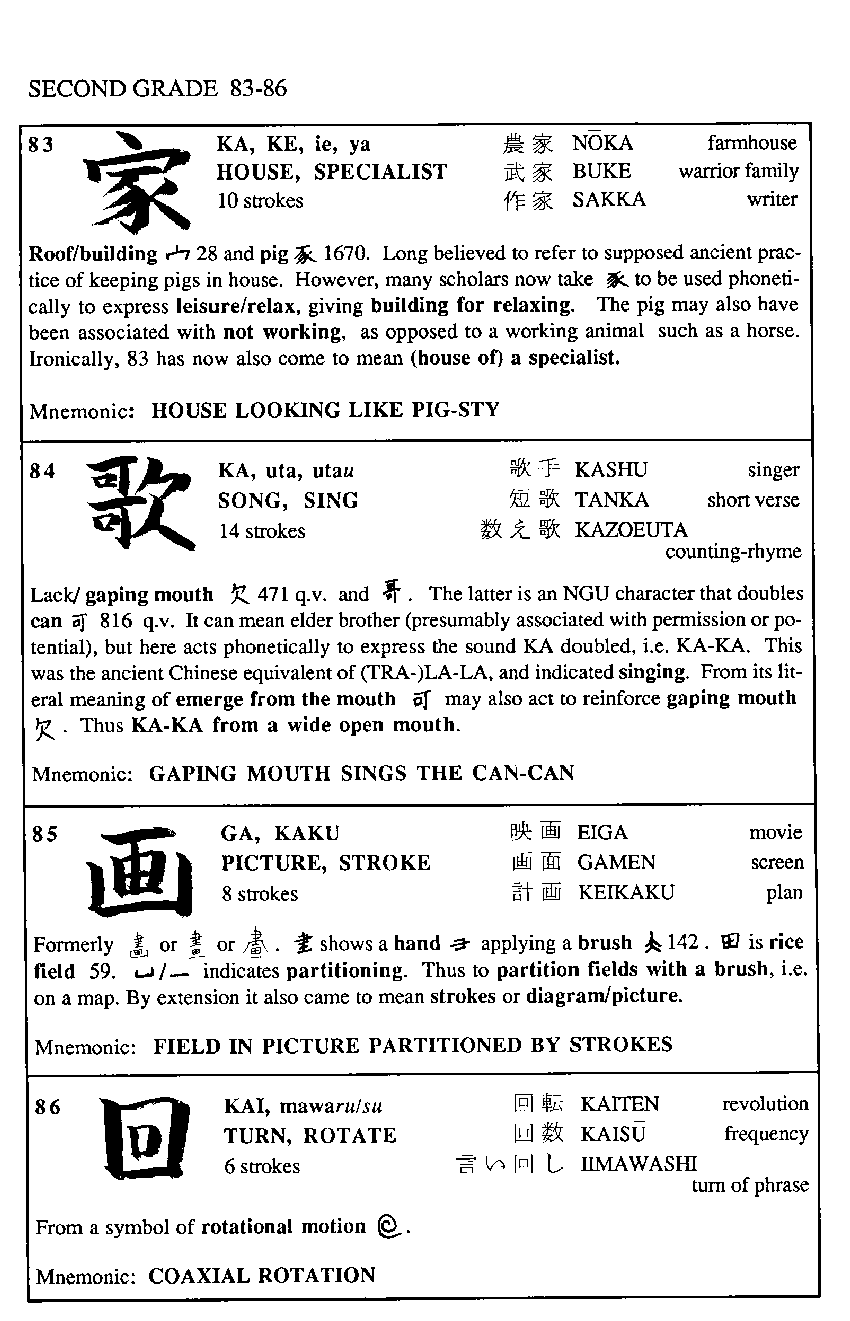 SECOND GRADE 83-86
83 家 KA, KE, ie, ya 農家 NŌKA farmhouse
HOUSE, SPECIALIST 武家 BUKE warrior family
10 strokes 作家 SAKKA writer
Roof/building 宀 28 and pig 豕 1670. Long believed to refer to supposed ancient prac-
tice of keeping pigs in house. However, many scholars now take 豕 to be used phoneti-
cally to express leisure/relax, giving building for relaxing. The pig may also have
been associated with not working, as opposed to a working animal such as a horse.
Ironically, 83 has now also come to mean (house of) a specialist.
Mnemonic: HOUSE LOOKING LIKE PIG-STY
84 歌 KA, uta, utau 歌手 KASHU singer
SONG, SING 短歌 TANKA short verse
14 strokes 数え歌 KAZOEUTA
counting-rhyme
Lack/ gaping mouth 欠 471 q.v. and 哥. The latter is an NGU character that doubles
can 可 816 q.v. It can mean elder brother (presumably associated with permission or po-
tential), but here acts phonetically to express the sound KA doubled, i.e. KA-KA. This
was the ancient Chinese equivalent of (TRA-)LA-LA, and indicated singing. From its lit-
eral meaning of emerge from the mouth 可 may also act to reinforce gaping mouth
欠. Thus KA-KA from a wide open mouth.
Mnemonic: GAPING MOUTH SINGS THE CAN-CAN
85 画 GA, KAKU 映画 EIGA movie
PICTURE, STROKE 画面 GAMEN screen
8 strokes 計画 KEIKAKU plan
Formerly or 畫 or . 聿 shows a hand applying a brush 142. 田 is rice
field 59. 凵/一 indicates partitioning. Thus to partition fields with a brush, i.e.
on a map. By extension it also came to mean strokes or diagram/picture.
Mnemonic: FIELD IN PICTURE PARTITIONED BY STROKES
86 回 KAI, mawaru/su 回転 KAITEN revolution
TURN, ROTATE 回数 KAISŪ frequency
6 strokes 言い回し IIMAWASHI
turn of phrase
From a symbol of rotational motion .
Mnemonic: COAXIAL ROTATION